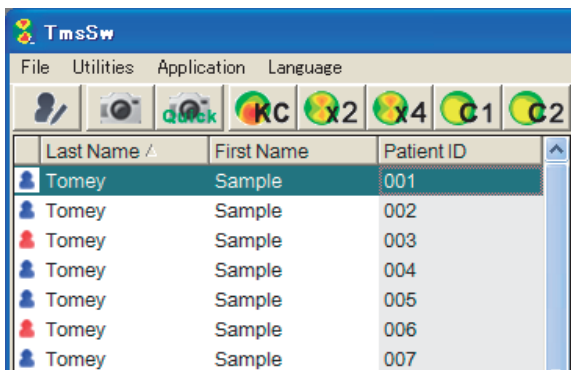 TmsSw
File Utilities Application Language
Quick KC x2 x4 C1 C2
Last Name First Name Patient ID
Tomey Sample 001
Tomey Sample 002
Tomey Sample 003
Tomey Sample 004
Tomey Sample 005
Tomey Sample 006
Tomey Sample 007